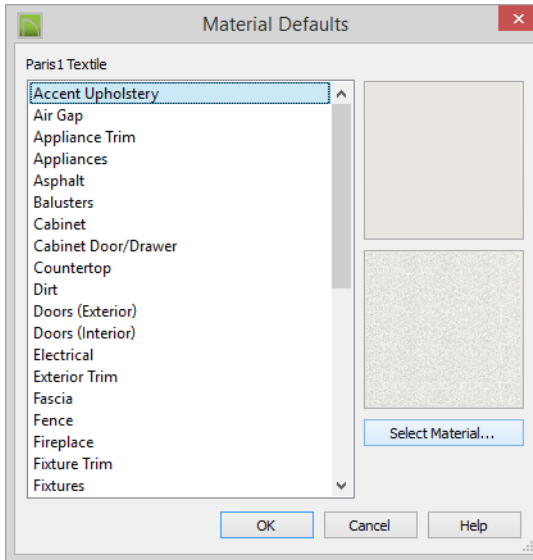 Material Defaults
Paris1 Textile
Accent Upholstery
Air Gap
Appliance Trim
Appliances
Asphalt
Balusters
Cabinet
Cabinet Door/Drawer
Countertop
Dirt
Doors (Exterior)
Doors (Interior)
Electrical
Exterior Trim
Fascia
Fence
Fireplace
Fixture Trim
Fixtures
Select Material...
OK
Cancel
Help